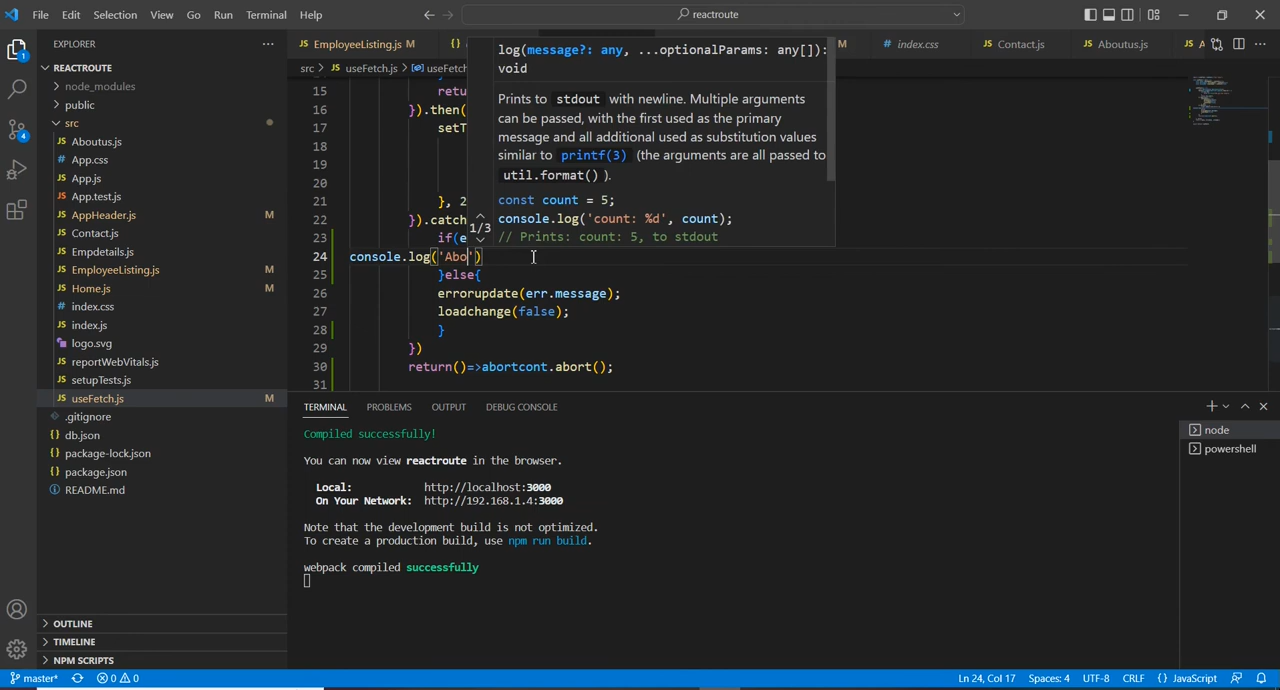 File Edit Selection View Go Run Terminal Help
reactroute
EXPLORER
REACTROUTE
node_modules
public
src
Aboutus.js
App.css
App.js
App.test.js
AppHeader.js M
Contact.js
Empdetails.js
EmployeeListing.js M
Home.js M
index.css
index.js
logo.svg
reportWebVitals.js
setupTests.js
useFetch.js M
.gitignore
db.json
package-lock.json
package.json
README.md
OUTLINE
TIMELINE
NPM SCRIPTS
1
4
EmployeeListing.js M
M
index.css
Contact.js
Aboutus.js
A
src > useFetch.js > useFetch
log(message?: any, ...optionalParams: any[]):
void
Prints to stdout with newline. Multiple arguments
can be passed, with the first used as the primary
message and all additional used as substitution values
similar to printf(3) (the arguments are all passed to
util.format() ).
const count = 5;
console.log('count: %d', count);
// Prints: count: 5, to stdout
1/3
15 retu
16 }).then(
17 setT
18
19
20
21 }, 2
22 }).catch
23 if(e
24 console.log('Abo')
25 }else{
26 errorupdate(err.message);
27 loadchange(false);
28 }
29 })
30 return()=>abortcont.abort();
31
TERMINAL PROBLEMS OUTPUT DEBUG CONSOLE
Compiled successfully!
You can now view reactroute in the browser.
Local: http://localhost:3000
On Your Network: http://192.168.1.4:3000
Note that the development build is not optimized.
To create a production build, use npm run build.
webpack compiled successfully
node
powershell
master* 0 0
Ln 24, Col 17 Spaces: 4 UTF-8 CRLF {} JavaScript